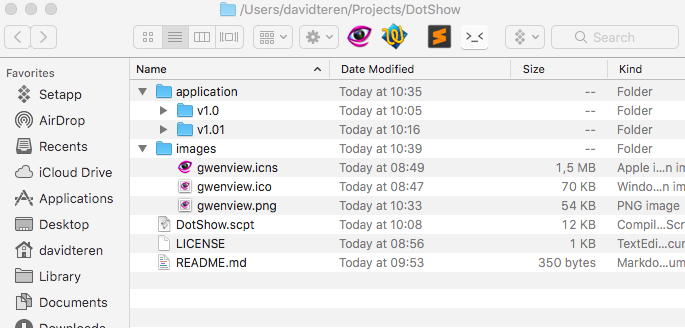 /Users/davidteren/Projects/DotShow
>_< Search
Favorites
Setapp
AirDrop
Recents
iCloud Drive
Applications
Desktop
davidteren
Library
Documents
Downloads
Name Date Modified Size Kind
application Today at 10:35 -- Folder
v1.0 Today at 10:05 -- Folder
v1.01 Today at 10:16 -- Folder
images Today at 10:39 -- Folder
gwenview.icns Today at 08:49 1,5 MB Apple i...n im
gwenview.ico Today at 08:47 70 KB Windo...n im
gwenview.png Today at 10:33 54 KB PNG image
DotShow.scpt Today at 10:08 12 KB Compil...Scr
LICENSE Today at 08:56 1 KB TextEdi...cur
README.md Today at 09:53 350 bytes Markdo...um